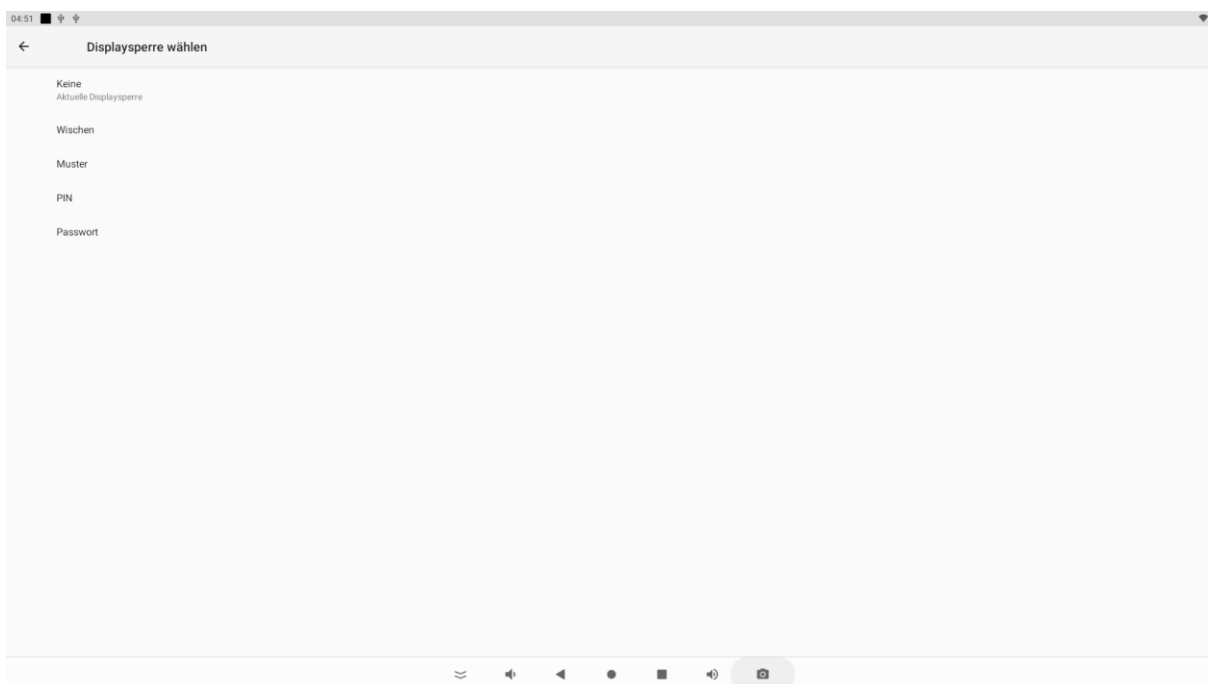 04:51
Displaysperre wählen
Keine
Aktuelle Displaysperre
Wischen
Muster
PIN
Passwort